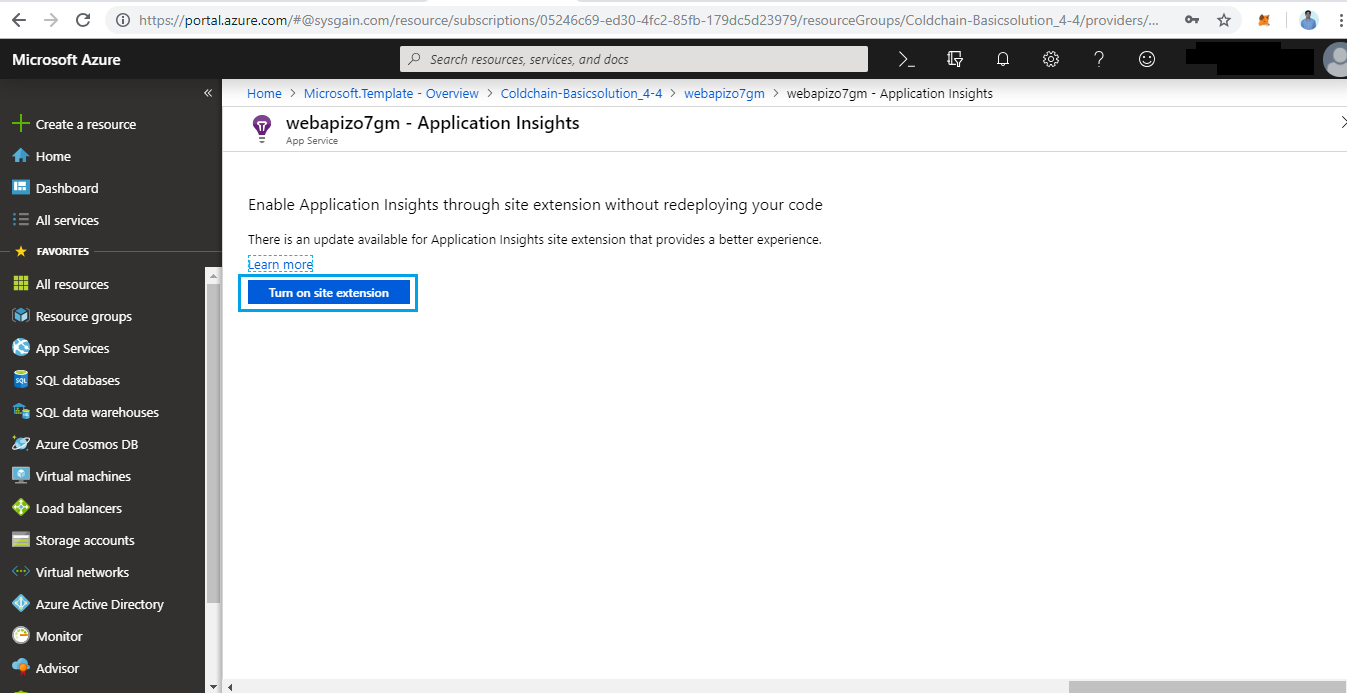 https://portal.azure.com/#@sysgain.com/resource/subscriptions/05246c69-ed30-4fc2-85fb-179dc5d23979/resourceGroups/Coldchain-Basicsolution_4-4/providers/...
Microsoft Azure
Search resources, services, and docs
Home > Microsoft.Template - Overview > Coldchain-Basicsolution_4-4 > webapizo7gm > webapizo7gm - Application Insights
webapizo7gm - Application Insights
App Service
Create a resource
Home
Dashboard
All services
FAVORITES
All resources
Resource groups
App Services
SQL databases
SQL data warehouses
Azure Cosmos DB
Virtual machines
Load balancers
Storage accounts
Virtual networks
Azure Active Directory
Monitor
Advisor
Enable Application Insights through site extension without redeploying your code
There is an update available for Application Insights site extension that provides a better experience.
Learn more
Turn on site extension